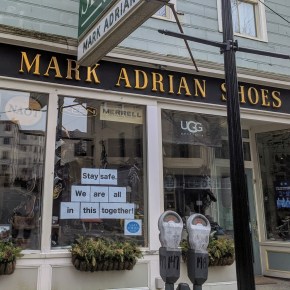 MARK ADRIAN
MARK ADRIAN SHOES
MERRELL
UGG
Stay safe.
We are all
in this together!